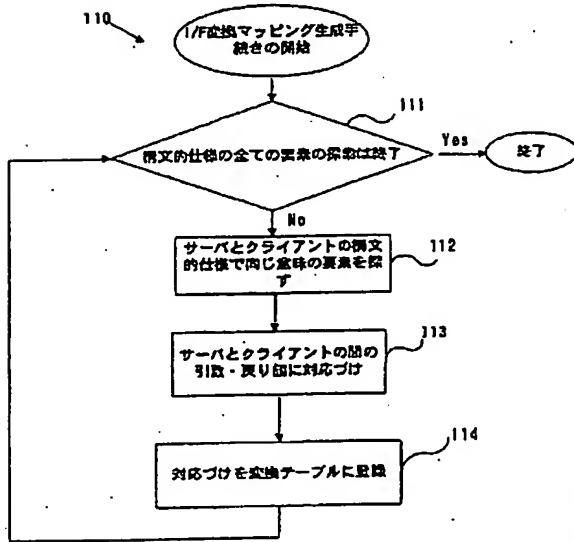 110
I/F変換マッピング生成手
続きの開始
111
構文的仕様の全ての要素の探索は終了
Yes
終了
No
サーバとクライアントの構文
的仕様で同じ意味の要素を探
す
112
サーバとクライアントの間の
引数・戻り値に対応づけ
113
対応づけを変換テーブルに登録
114